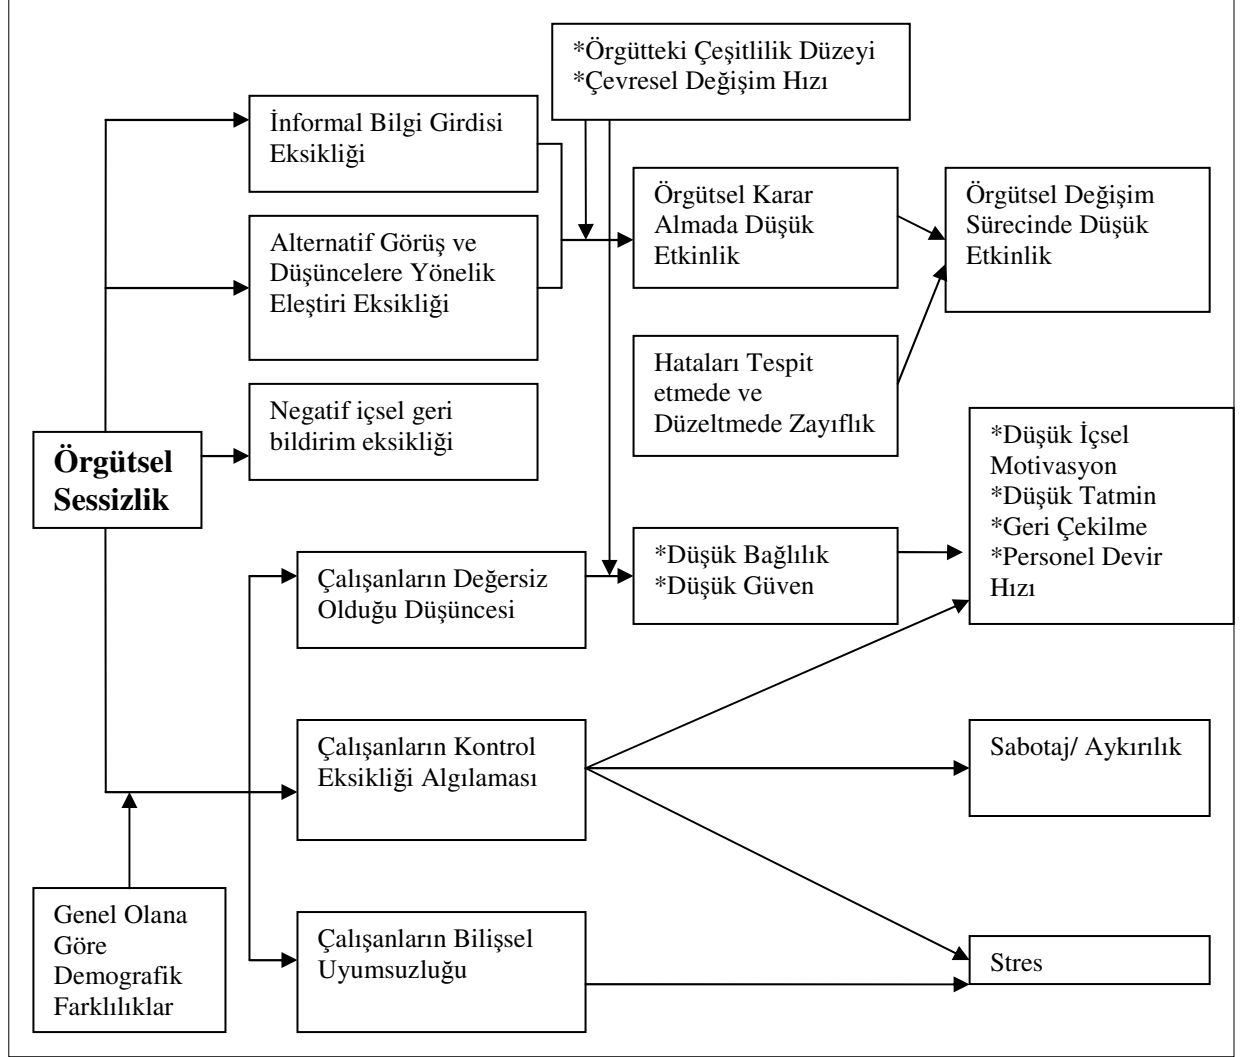 *Örgütteki Çeşitlilik Düzeyi
*Çevresel Değişim Hızı
İnformal Bilgi Girdisi
Eksikliği
Örgütsel Karar
Almada Düşük
Etkinlik
Örgütsel Değişim
Sürecinde Düşük
Etkinlik
Alternatif Görüş ve
Düşüncelere Yönelik
Eleştiri Eksikliği
Hataları Tespit
etmede ve
Düzeltmede Zayıflık
Negatif içsel geri
bildirim eksikliği
Örgütsel
Sessizlik
*Düşük İçsel
Motivasyon
*Düşük Tatmin
*Geri Çekilme
*Personel Devir
Hızı
Çalışanların Değersiz
Olduğu Düşüncesi
*Düşük Bağlılık
*Düşük Güven
Çalışanların Kontrol
Eksikliği Algılaması
Sabotaj/ Aykırılık
Genel Olana
Göre
Demografik
Farklılıklar
Çalışanların Bilişsel
Uyumsuzluğu
Stres